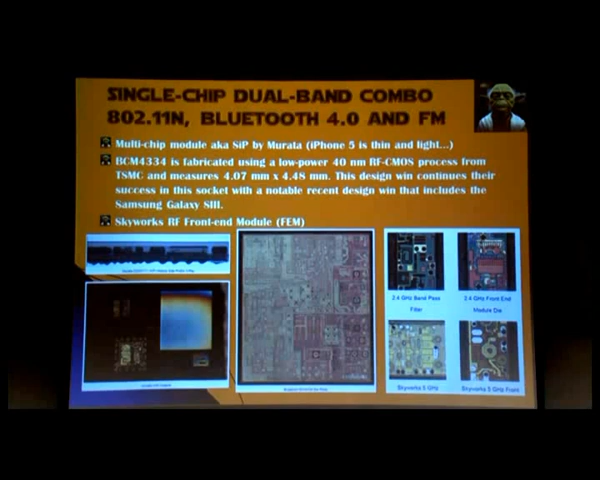 SINGLE-CHIP DUAL-BAND COMBO
802.11N, BLUETOOTH 4.0 AND FM
Multi-chip module aka SiP by Murata (iPhone 5 is thin and light...)
BCM4334 is fabricated using a low-power 40 nm RF-CMOS process from
TSMC and measures 4.07 mm x 4.48 mm. This design win continues their
success in this socket with a notable recent design win that includes the
Samsung Galaxy SIII.
Skyworks RF Front-end Module (FEM)
2.4 GHz Band Pass
Filter
2.4 GHz Front End
Module Die
Skyworks 5 GHz
Skyworks 5 GHz Front